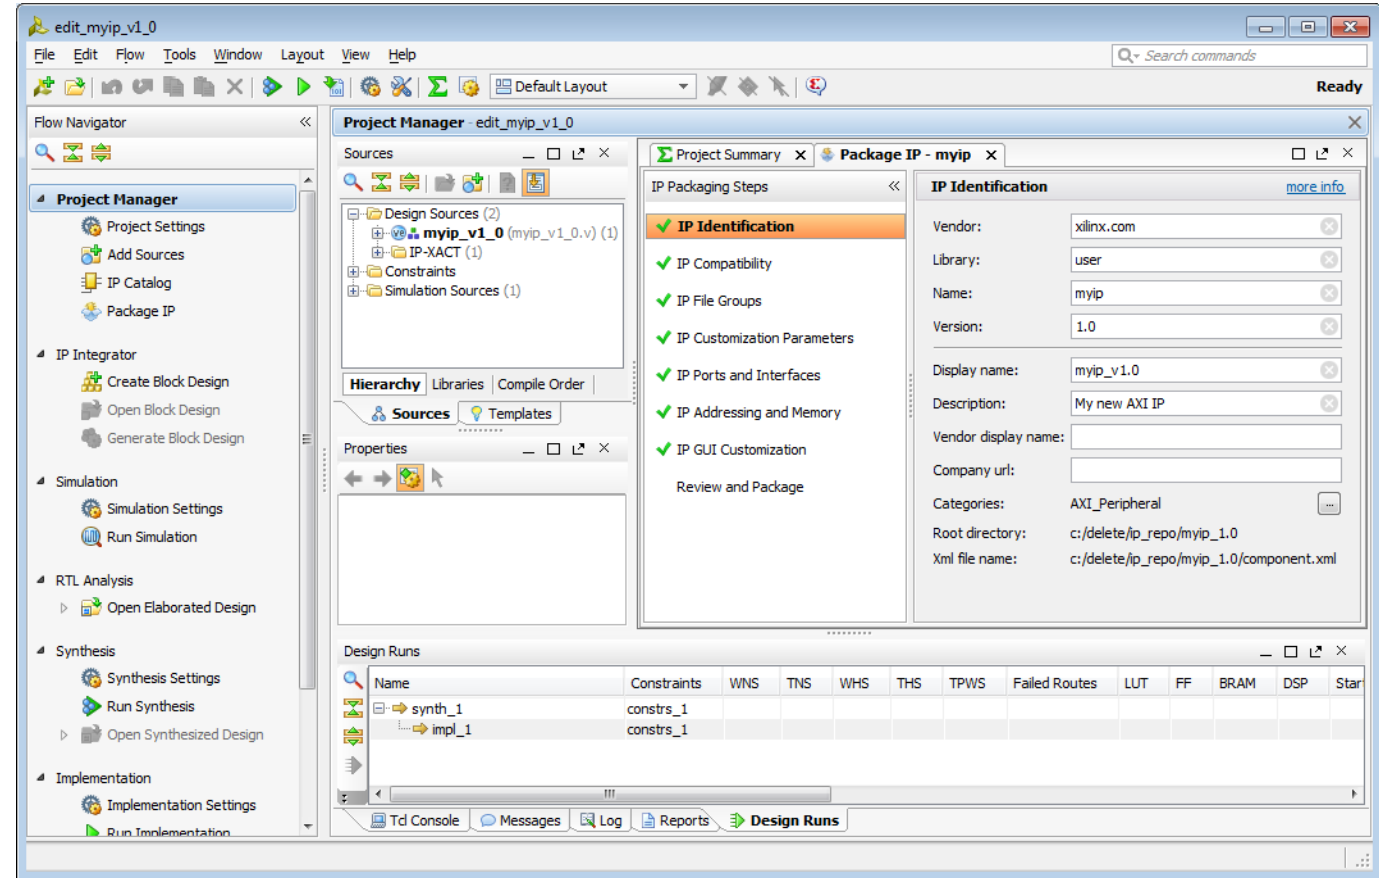 edit_myip_v1_0
File Edit Flow Tools Window Layout View Help
Search commands
Default Layout
Ready
Flow Navigator
Project Manager
Project Settings
Add Sources
IP Catalog
Package IP
IP Integrator
Create Block Design
Open Block Design
Generate Block Design
Simulation
Simulation Settings
Run Simulation
RTL Analysis
Open Elaborated Design
Synthesis
Synthesis Settings
Run Synthesis
Open Synthesized Design
Implementation
Implementation Settings
Run Implementation
Project Manager - edit_myip_v1_0
Sources
Design Sources (2)
myip_v1_0 (myip_v1_0.v) (1)
IP-XACT (1)
Constraints
Simulation Sources (1)
Hierarchy Libraries Compile Order
Sources Templates
Properties
Project Summary Package IP - myip
IP Packaging Steps
IP Identification
IP Compatibility
IP File Groups
IP Customization Parameters
IP Ports and Interfaces
IP Addressing and Memory
IP GUI Customization
Review and Package
IP Identification more info
Vendor: xilinx.com
Library: user
Name: myip
Version: 1.0
Display name: myip_v1.0
Description: My new AXI IP
Vendor display name:
Company url:
Categories: AXI_Peripheral ...
Root directory: c:/delete/ip_repo/myip_1.0
Xml file name: c:/delete/ip_repo/myip_1.0/component.xml
Design Runs
Name Constraints WNS TNS WHS THS TPWS Failed Routes LUT FF BRAM DSP Star
synth_1 constrs_1
impl_1 constrs_1
Tcl Console Messages Log Reports Design Runs